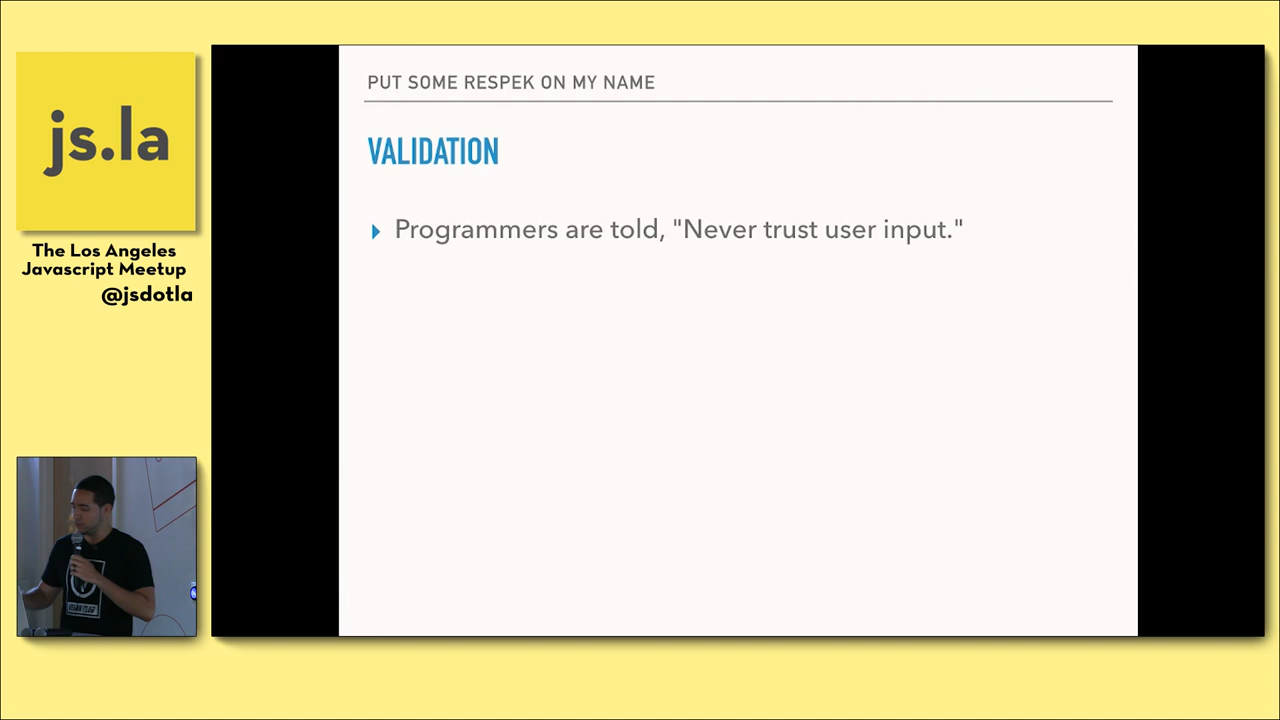 js.la
The Los Angeles
Javascript Meetup
@jsdotla
PUT SOME RESPEK ON MY NAME
VALIDATION
Programmers are told, "Never trust user input."